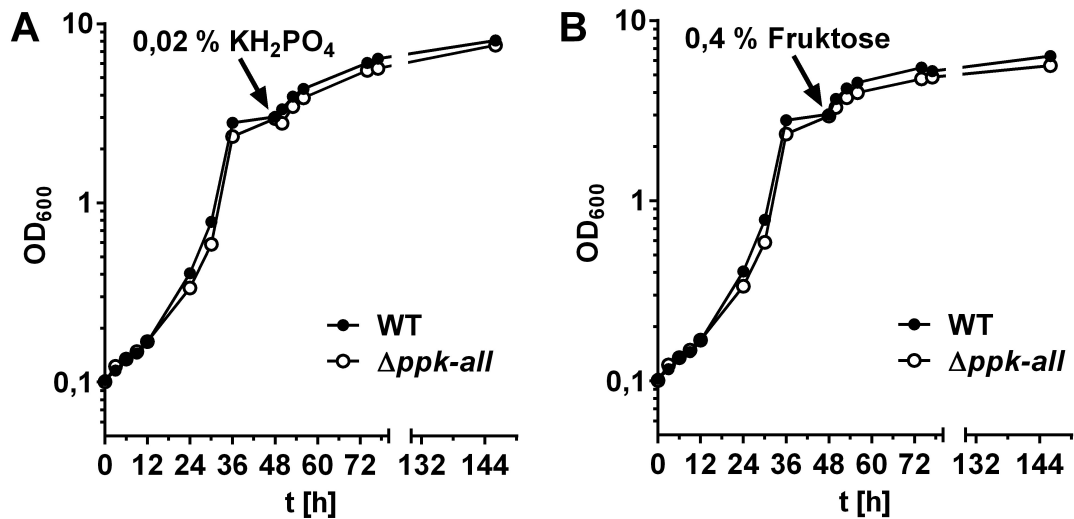 A
10
0,02 % KH₂PO₄
1
OD₆₀₀
WT
Δppk-all
0,1
0 12 24 36 48 60 72 132 144
t [h]
B
10
0,4 % Fruktose
1
OD₆₀₀
WT
Δppk-all
0,1
0 12 24 36 48 60 72 132 144
t [h]